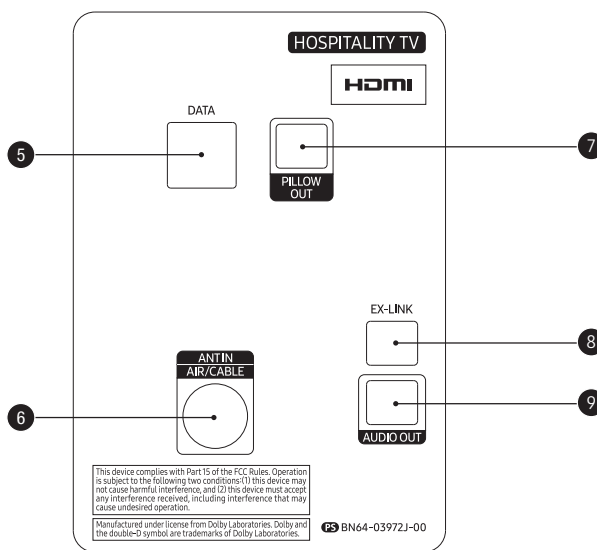 HOSPITALITY TV
HDMI
DATA
5
7
PILLOW
OUT
EX-LINK
8
ANT IN
AIR/CABLE
6
9
AUDIO OUT
This device complies with Part 15 of the FCC Rules. Operation
is subject to the following two conditions:(1) this device may
not cause harmful interference, and (2) this device must accept
any interference received, including interference that may
cause undesired operation.
Manufactured under license from Dolby Laboratories. Dolby and
the double-D symbol are trademarks of Dolby Laboratories.
PS BN64-03972J-00